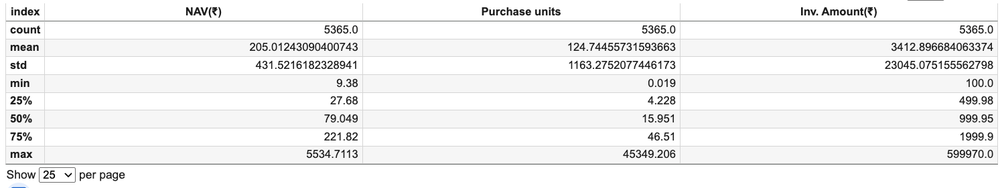 index NAV(₹) Purchase units Inv. Amount(₹)
count 5365.0 5365.0 5365.0
mean 205.01243090400743 124.74455731593663 3412.896684063374
std 431.5216182328941 1163.2752077446173 23045.075155562798
min 9.38 0.019 100.0
25% 27.68 4.228 499.98
50% 79.049 15.951 999.95
75% 221.82 46.51 1999.9
max 5534.7113 45349.206 599970.0
Show 25 per page